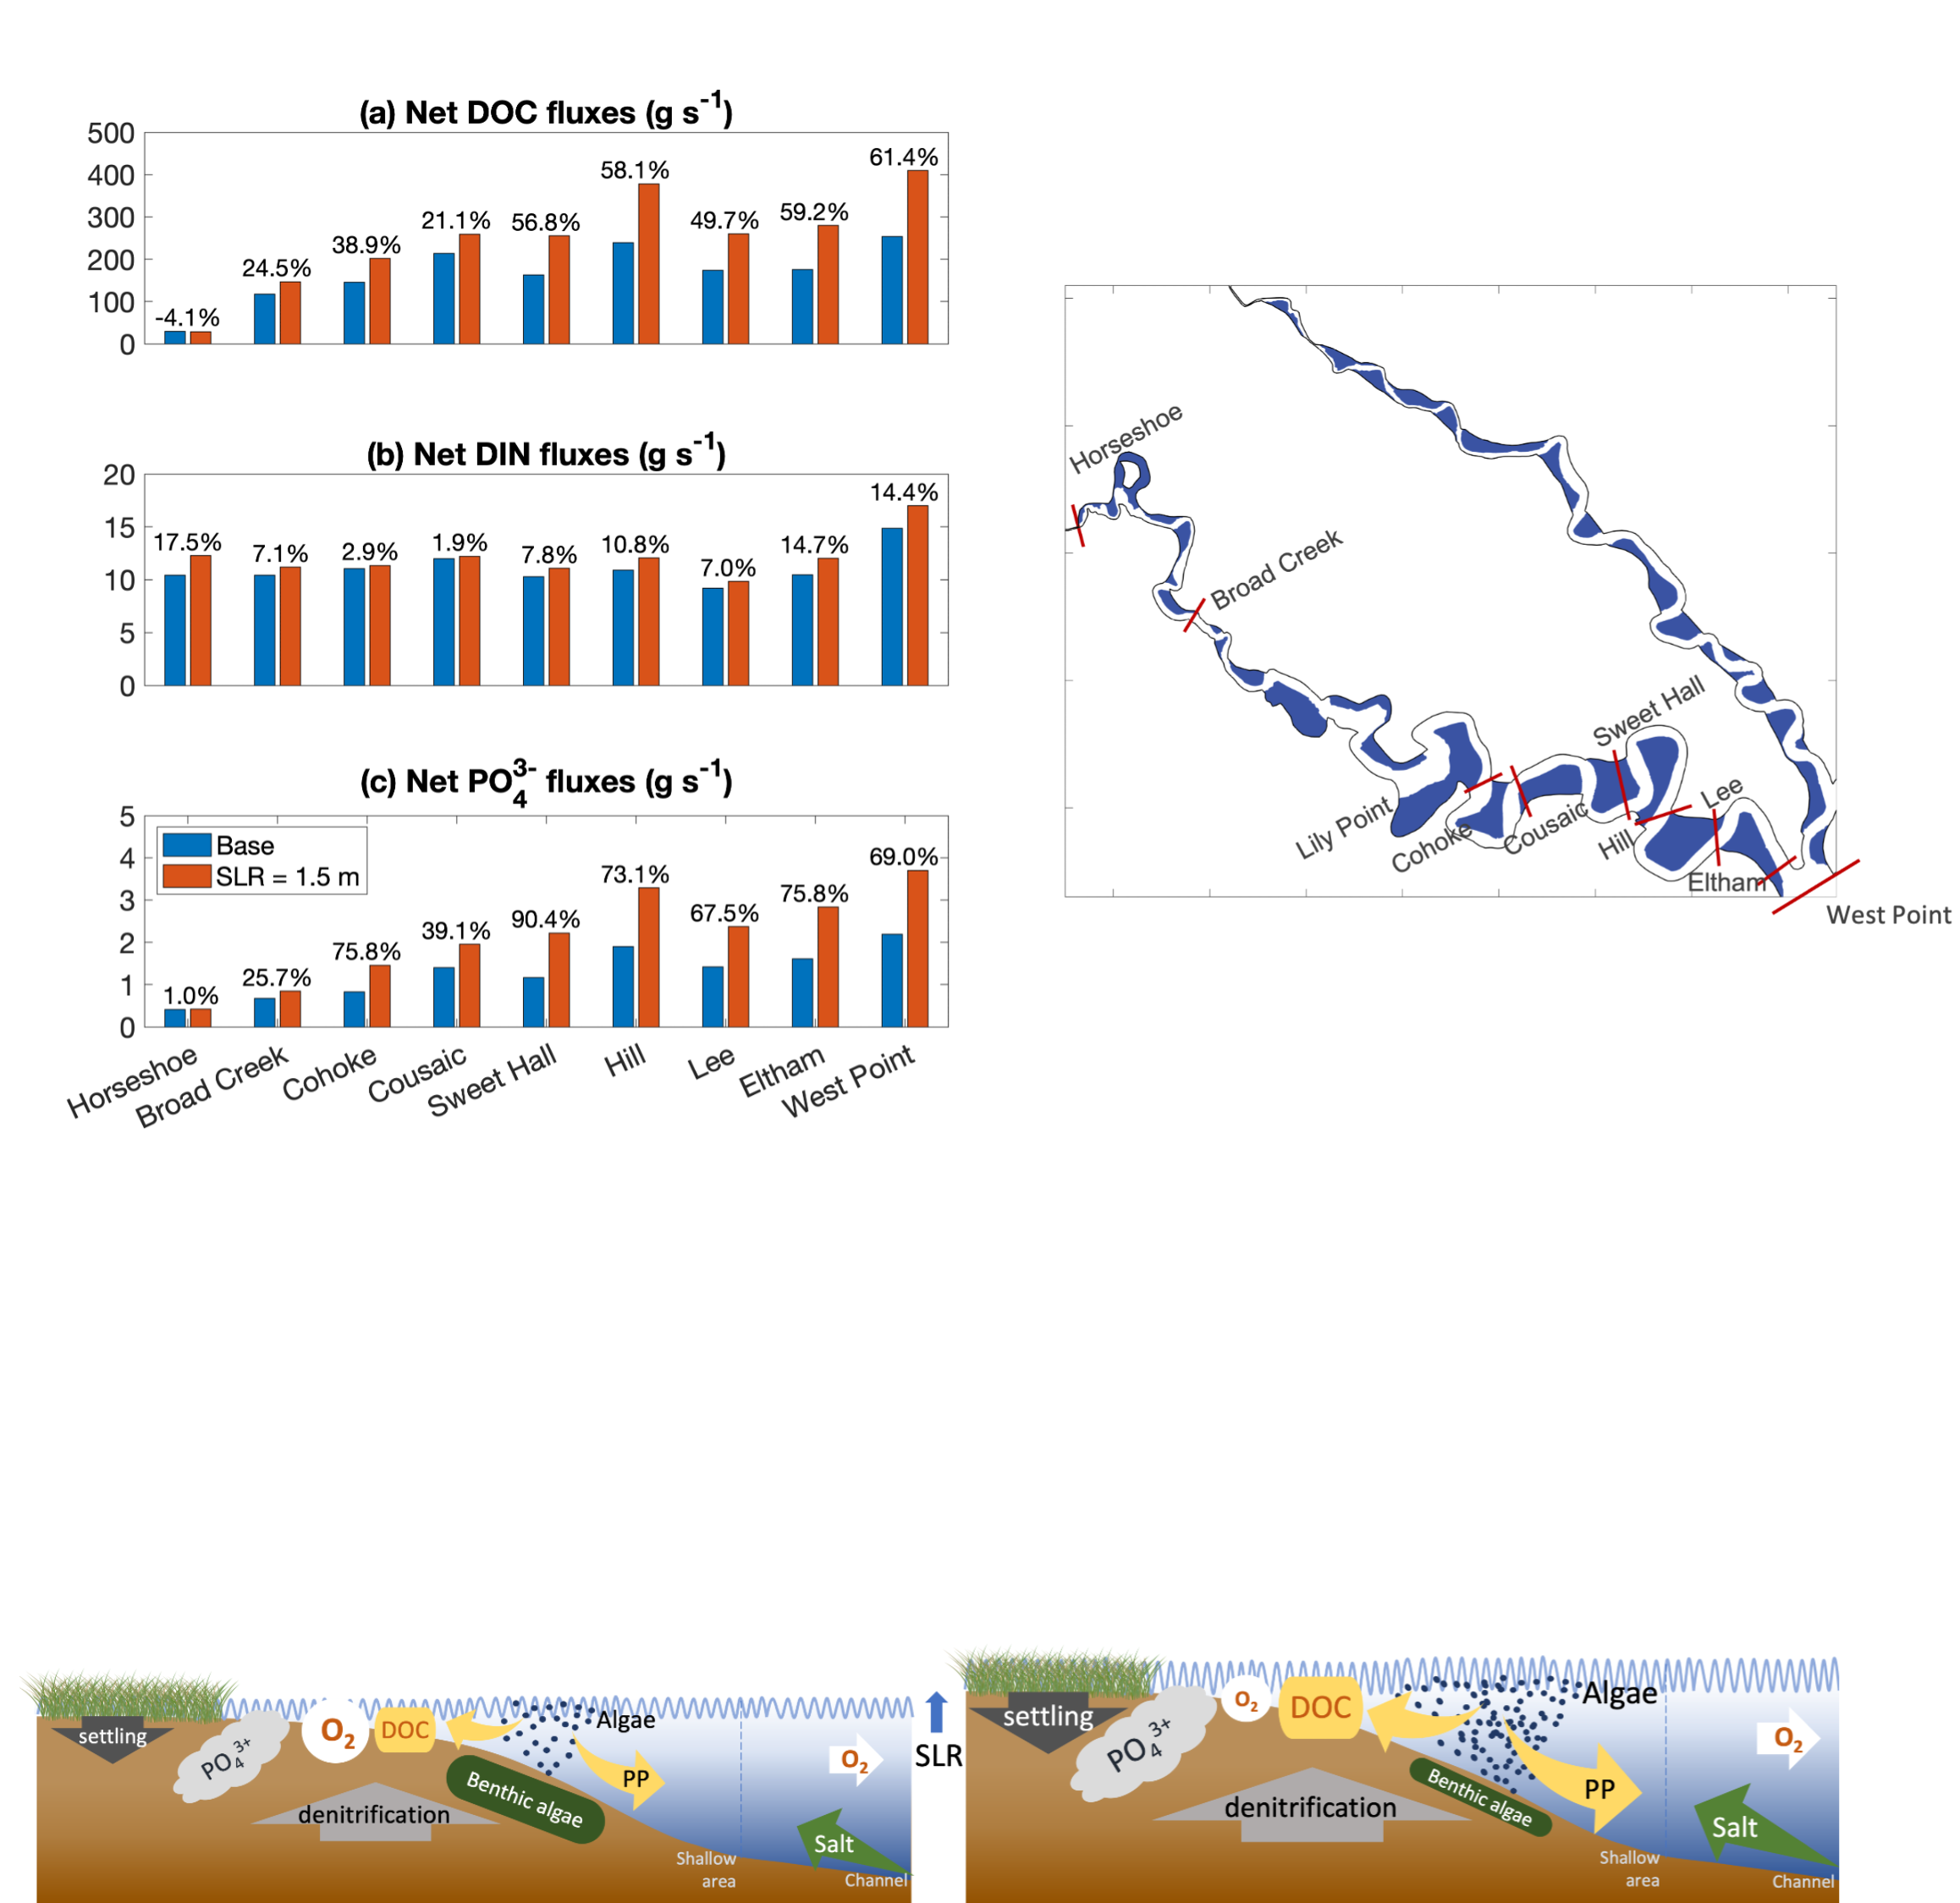 (a) Net DOC fluxes (g s-1)
500
400
300
200
100
0
-4.1%
24.5%
38.9%
21.1%
56.8%
58.1%
49.7%
59.2%
61.4%
(b) Net DIN fluxes (g s-1)
20
15
10
5
0
17.5%
7.1%
2.9%
1.9%
7.8%
10.8%
7.0%
14.7%
14.4%
(c) Net PO43- fluxes (g s-1)
5
4
3
2
1
0
Base
SLR = 1.5 m
1.0%
25.7%
75.8%
39.1%
90.4%
73.1%
67.5%
75.8%
69.0%
Horseshoe
Broad Creek
Cohoke
Cousaic
Sweet Hall
Hill
Lee
Eltham
West Point
Horseshoe
Broad Creek
Sweet Hall
Lee
Lily Point
Cohoke
Cousaic
Hill
Eltham
West Point
settling
PO43+
O2
DOC
Algae
PP
Benthic algae
denitrification
O2
Salt
Shallow
area
Channel
SLR
settling
PO43+
O2
DOC
Algae
PP
Benthic algae
denitrification
O2
Salt
Shallow
area
Channel